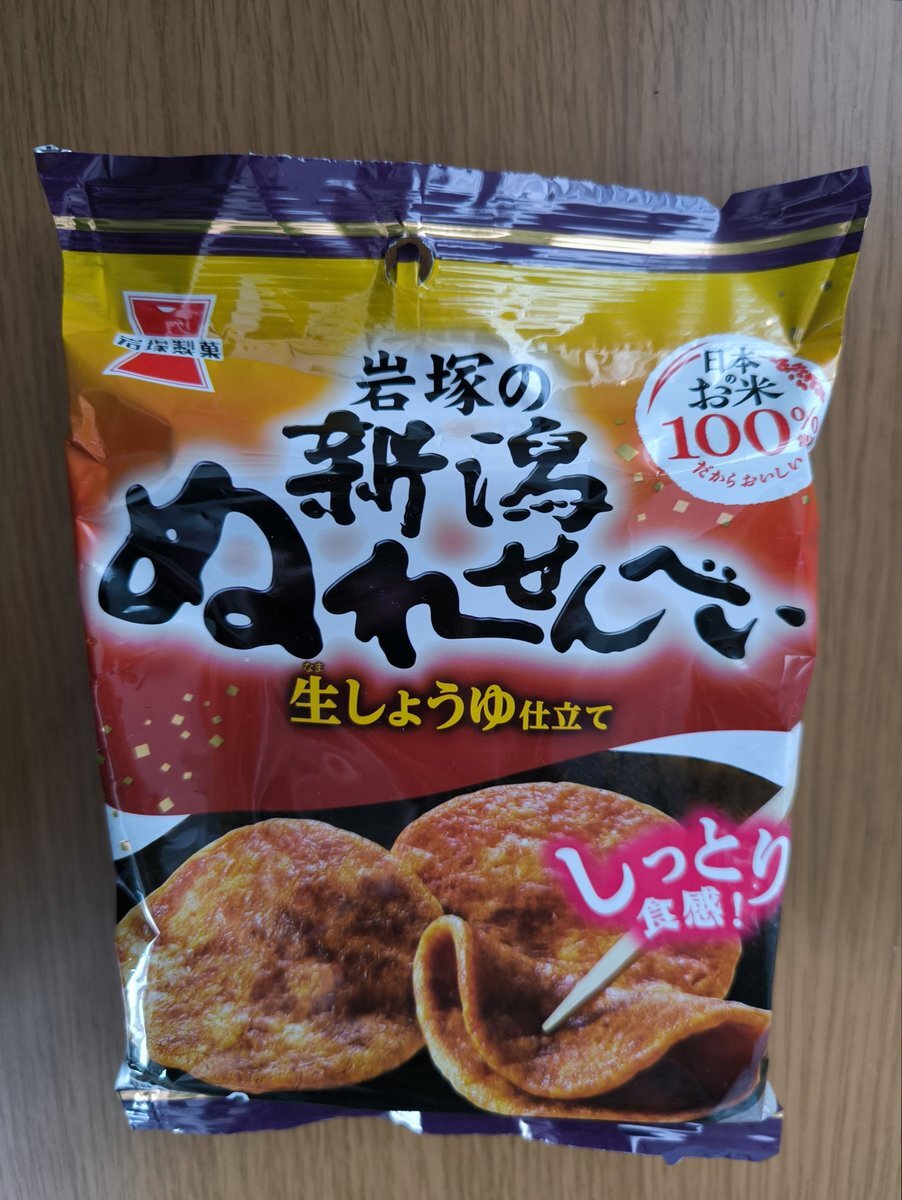 岩塚製菓
岩塚の
新潟
ぬれせんべい
日本
の
お米
100%
だからおいしい
なま
生しょうゆ仕立て
しっとり
食感!